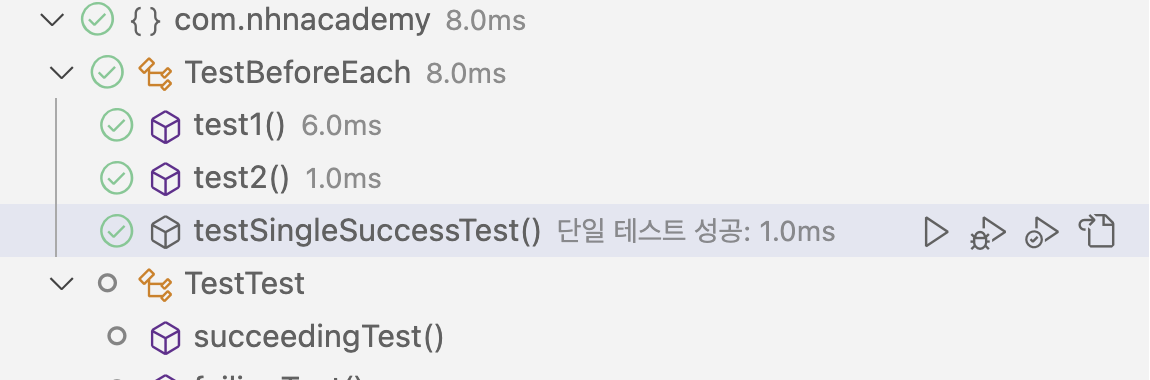 { } com.nhnacademy 8.0ms
TestBeforeEach 8.0ms
test1() 6.0ms
test2() 1.0ms
testSingleSuccessTest() 단일 테스트 성공: 1.0ms
TestTest
succeedingTest()